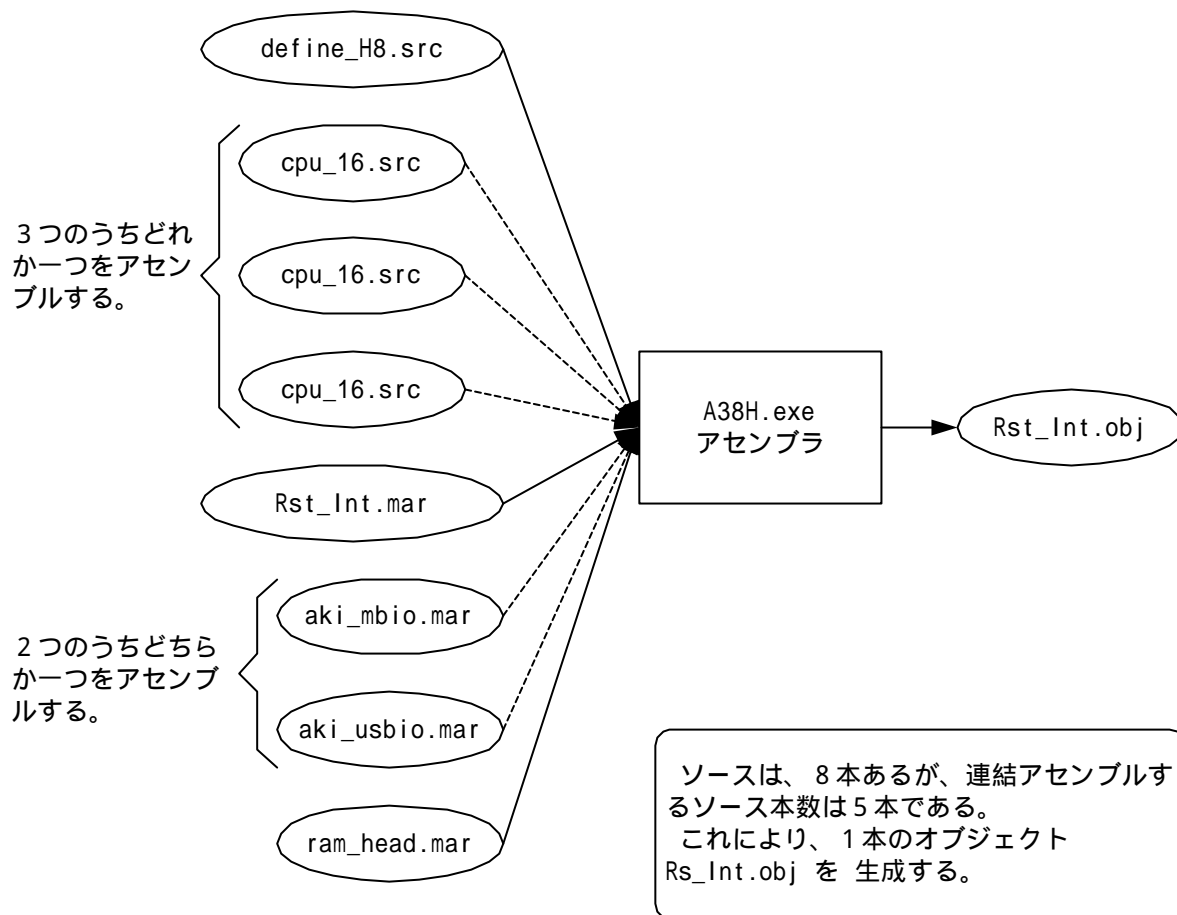 define_H8.src
cpu_16.src
3つのうちどれ
か一つをアセン
ブルする。
cpu_16.src
cpu_16.src
A38H.exe
アセンブラ
Rst_Int.obj
Rst_Int.mar
aki_mbio.mar
2つのうちどちら
か一つをアセンブ
ルする。
aki_usbio.mar
ram_head.mar
ソースは、8本あるが、連結アセンブルす
るソース本数は5本である。
これにより、1本のオブジェクト
Rs_Int.obj を 生成する。